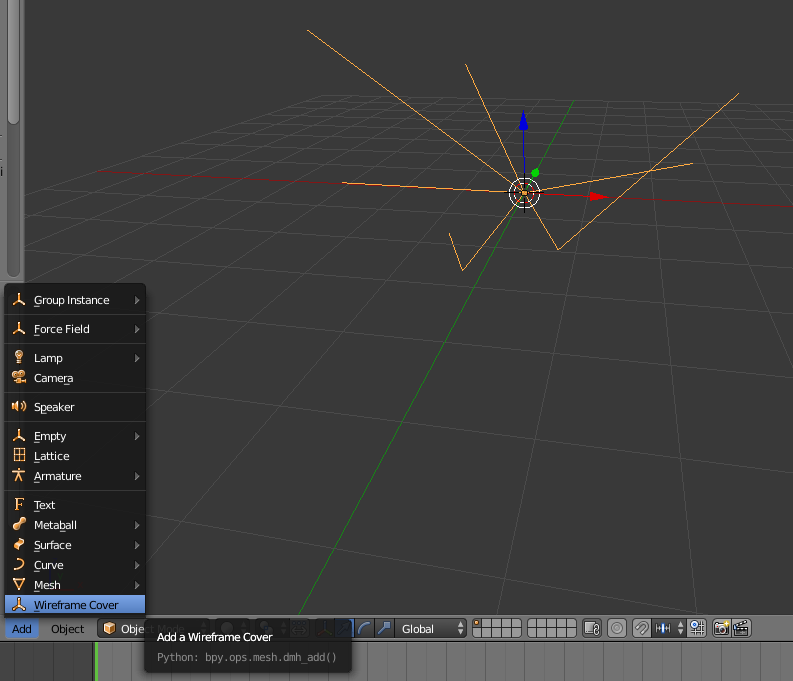 Group Instance
Force Field
Lamp
Camera
Speaker
Empty
Lattice
Armature
Text
Metaball
Surface
Curve
Mesh
Wireframe Cover
Add
Object
Global
Add a Wireframe Cover
Python: bpy.ops.mesh.dmh_add()